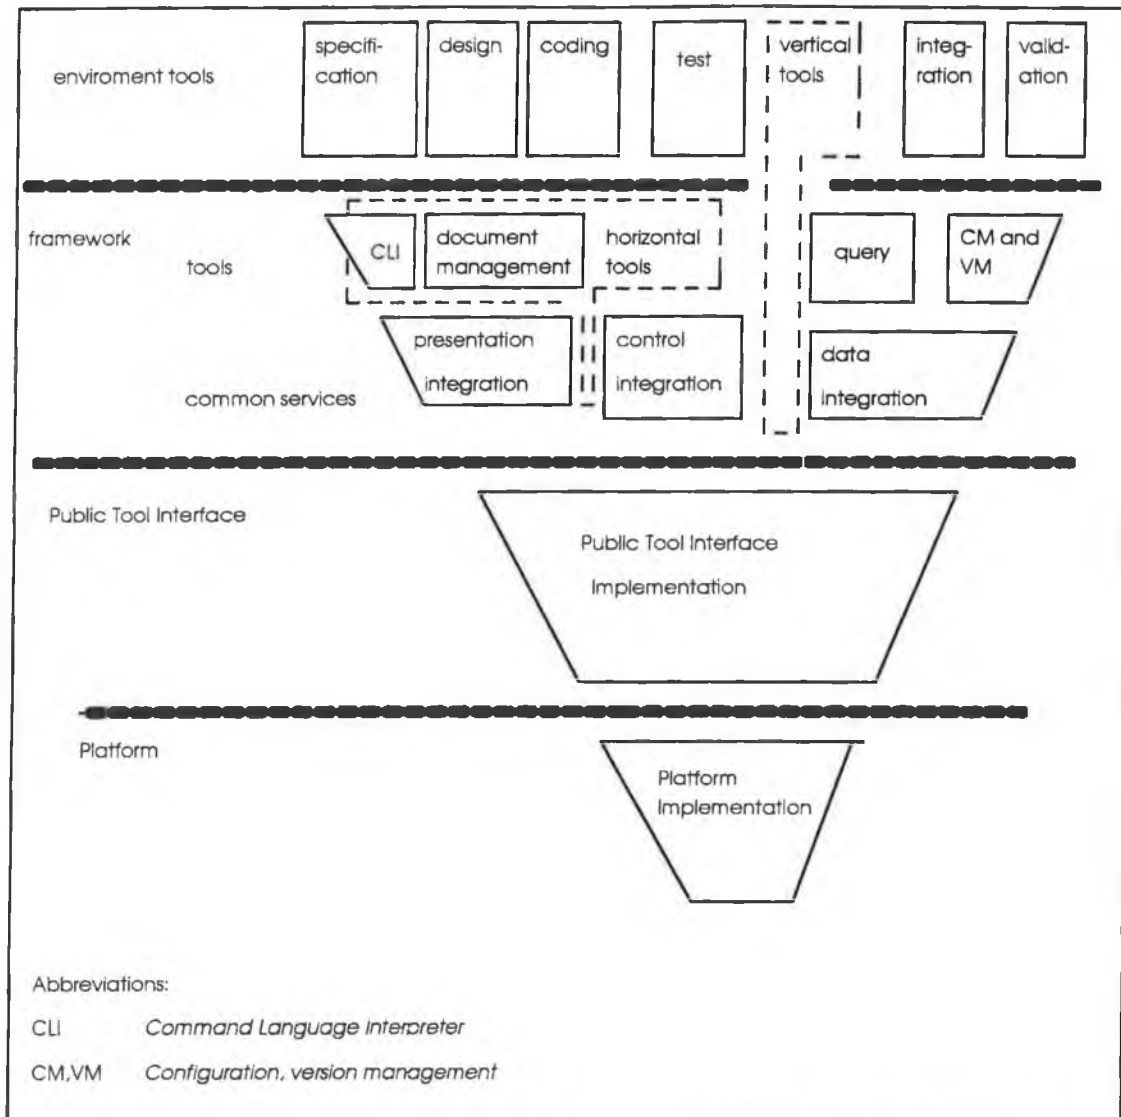 enviroment tools
specifi-
cation
design
coding
test
vertical
tools
integ-
ration
valid-
ation
framework
tools
CLI
document
management
horizontal
tools
query
CM and
VM
common services
presentation
integration
control
integration
data
integration
Public Tool Interface
Public Tool Interface
Implementation
Platform
Platform
Implementation
Abbreviations:
CLI Command Language Interpreter
CM,VM Configuration, version management